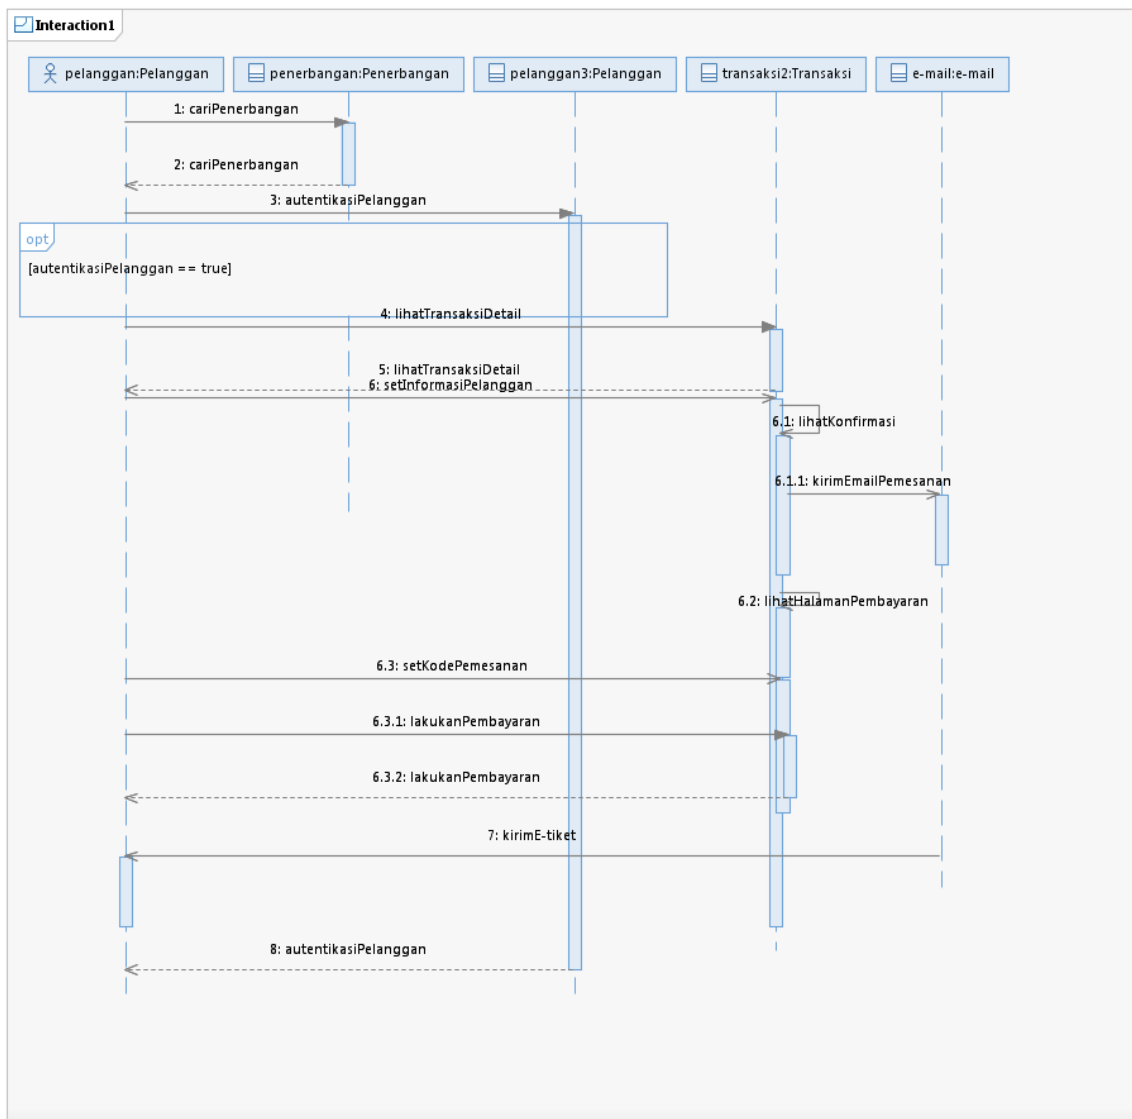 Interaction1
pelanggan:Pelanggan
penerbangan:Penerbangan
pelanggan3:Pelanggan
transaksi2:Transaksi
e-mail:e-mail
1: cariPenerbangan
2: cariPenerbangan
3: autentikasiPelanggan
opt
[autentikasiPelanggan == true]
4: lihatTransaksiDetail
5: lihatTransaksiDetail
6: setInformasiPelanggan
6.1: lihatKonfirmasi
6.1.1: kirimEmailPemesanan
6.2: lihatHalamanPembayaran
6.3: setKodePemesanan
6.3.1: lakukanPembayaran
6.3.2: lakukanPembayaran
7: kirimE-tiket
8: autentikasiPelanggan